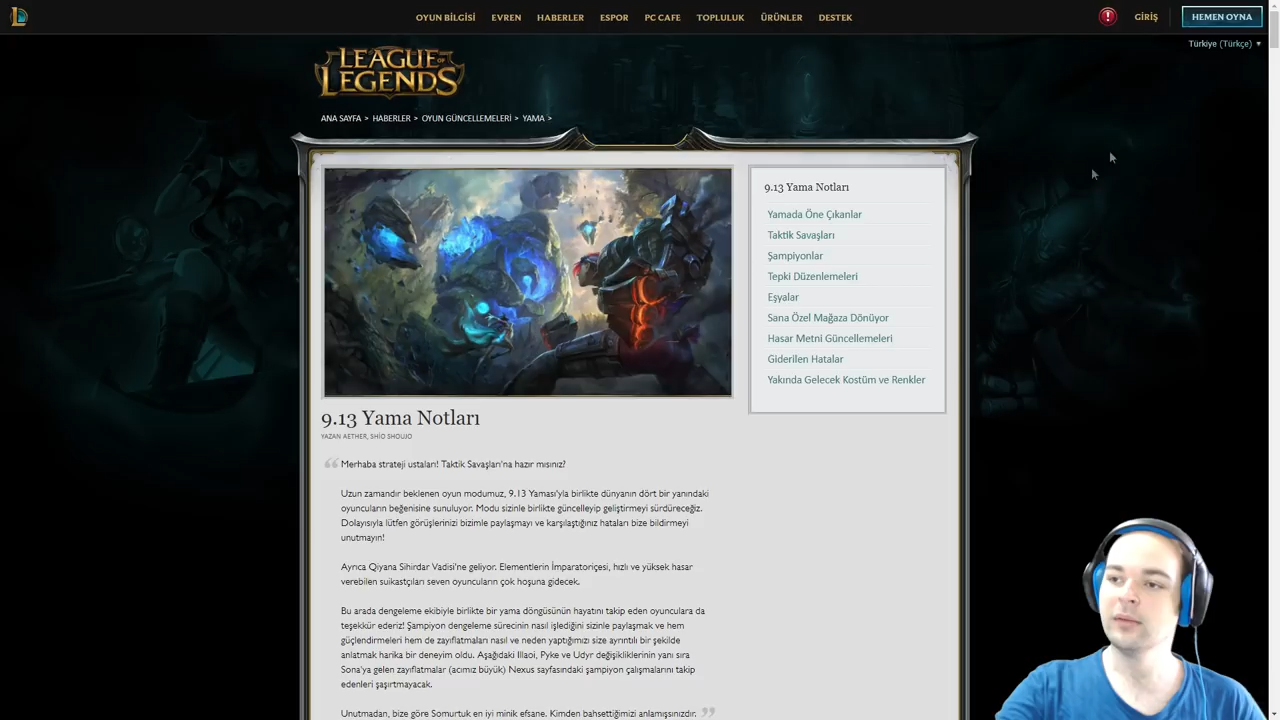 OYUN BİLGİSİ EVREN HABERLER ESPOR PC CAFE TOPLULUK ÜRÜNLER DESTEK
GİRİŞ HEMEN OYNA
Türkiye (Türkçe)
LEAGUE OF LEGENDS
ANA SAYFA > HABERLER > OYUN GÜNCELLEMELERİ > YAMA >
9.13 Yama Notları
Yamada Öne Çıkanlar
Taktik Savaşları
Şampiyonlar
Tepki Düzenlemeleri
Eşyalar
Sana Özel Mağaza Dönüyor
Hasar Metni Güncellemeleri
Giderilen Hatalar
Yakında Gelecek Kostüm ve Renkler
9.13 Yama Notları
YAZAN AETHER, SHİO SHOUJO
Merhaba strateji ustaları! Taktik Savaşları'na hazır mısınız?
Uzun zamandır beklenen oyun modumuz, 9.13 Yaması'yla birlikte dünyanın dört bir yanındaki
oyuncuların beğenisine sunuluyor. Modu sizinle birlikte güncelleyip geliştirmeyi sürdüreceğiz.
Dolayısıyla lütfen görüşlerinizi bizimle paylaşmayı ve karşılaştığınız hataları bize bildirmeyi
unutmayın!
Ayrıca Qiyana Sihirdar Vadisi'ne geliyor. Elementlerin İmparatoriçesi, hızlı ve yüksek hasar
verebilen suikastçıları seven oyuncuların çok hoşuna gidecek.
Bu arada dengeleme ekibiyle birlikte bir yama döngüsünün hayatını takip eden oyunculara da
teşekkür ederiz! Şampiyon dengeleme sürecinin nasıl işlediğini sizinle paylaşmak ve hem
güçlendirmeleri hem de zayıflatmaları nasıl ve neden yaptığımızı size ayrıntılı bir şekilde
anlatmak harika bir deneyim oldu. Aşağıdaki Illaoi, Pyke ve Udyr değişikliklerinin yanı sıra
Sona'ya gelen zayıflatmalar (acımız büyük) Nexus sayfasındaki şampiyon çalışmalarını takip
edenleri şaşırtmayacak.
Unutmadan, bize göre Somurtuk en iyi minik efsane. Kimden bahsettiğimizi anlamışsınızdır.